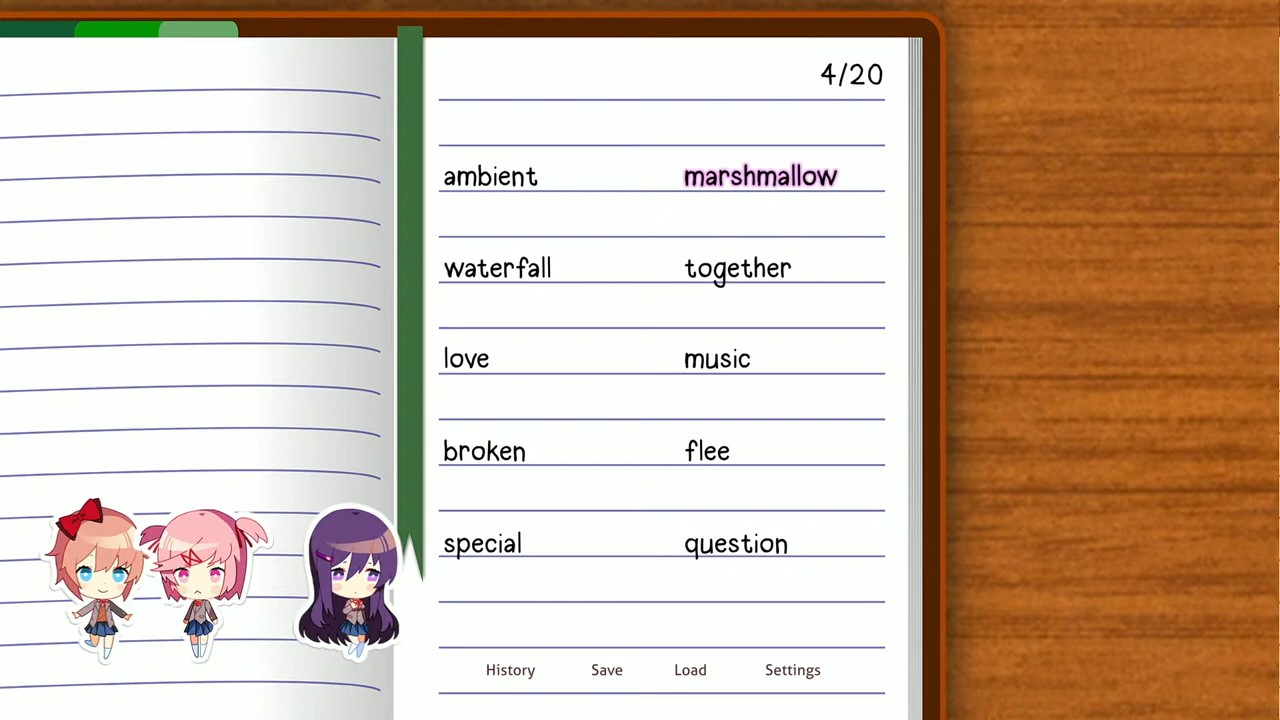 4/20
ambient marshmallow
waterfall together
love music
broken flee
special question
History Save Load Settings